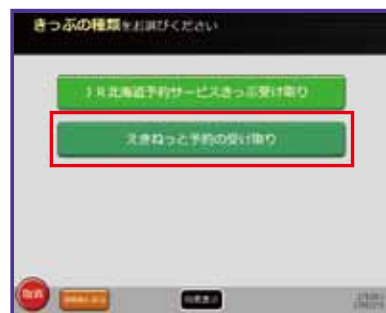 きっぷの種類をお選びください
JR北海道予約サービスきっぷ受け取り
えきねっと予約の受け取り
取消